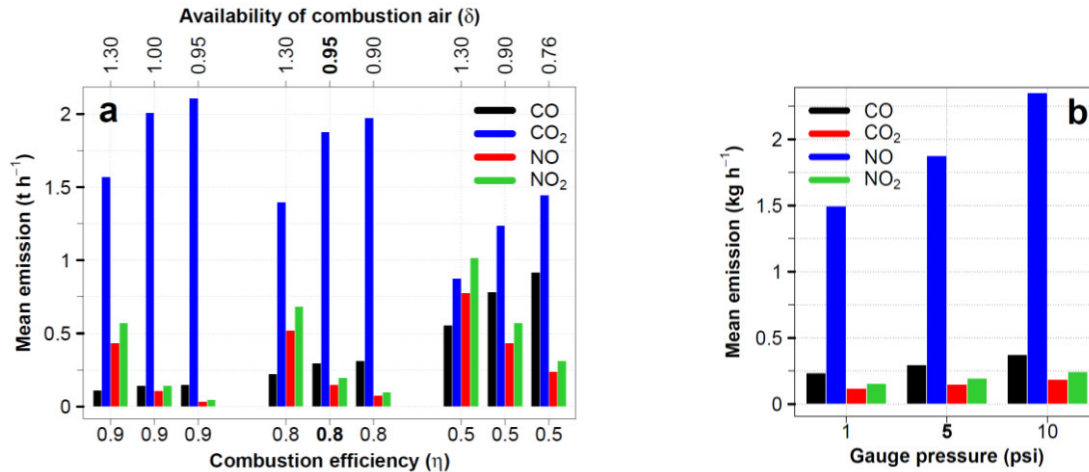 Availability of combustion air (δ)
1.30 1.00 0.95 1.30 0.95 0.90 1.30 0.90 0.76
a
CO
CO₂
NO
NO₂
Mean emission (t h⁻¹)
2
1.5
1
0.5
0
0.9 0.9 0.9 0.8 0.8 0.8 0.5 0.5 0.5
Combustion efficiency (η)
b
CO
CO₂
NO
NO₂
Mean emission (kg h⁻¹)
2
1.5
1
0.5
0
1 5 10
Gauge pressure (psi)